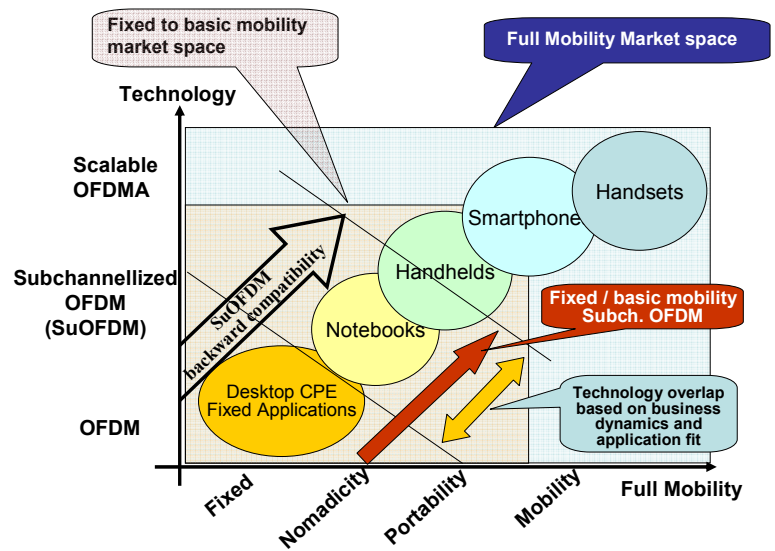 Fixed to basic mobility
market space
Full Mobility Market space
Technology
Scalable
OFDMA
Handsets
Smartphone
Handhelds
Subchannellized
OFDM
(SuOFDM)
SuOFDM
backward compatibility
Notebooks
Fixed / basic mobility
Subch. OFDM
Desktop CPE
Fixed Applications
Technology overlap
based on business
dynamics and
application fit
OFDM
Fixed
Nomadicity
Portability
Mobility
Full Mobility